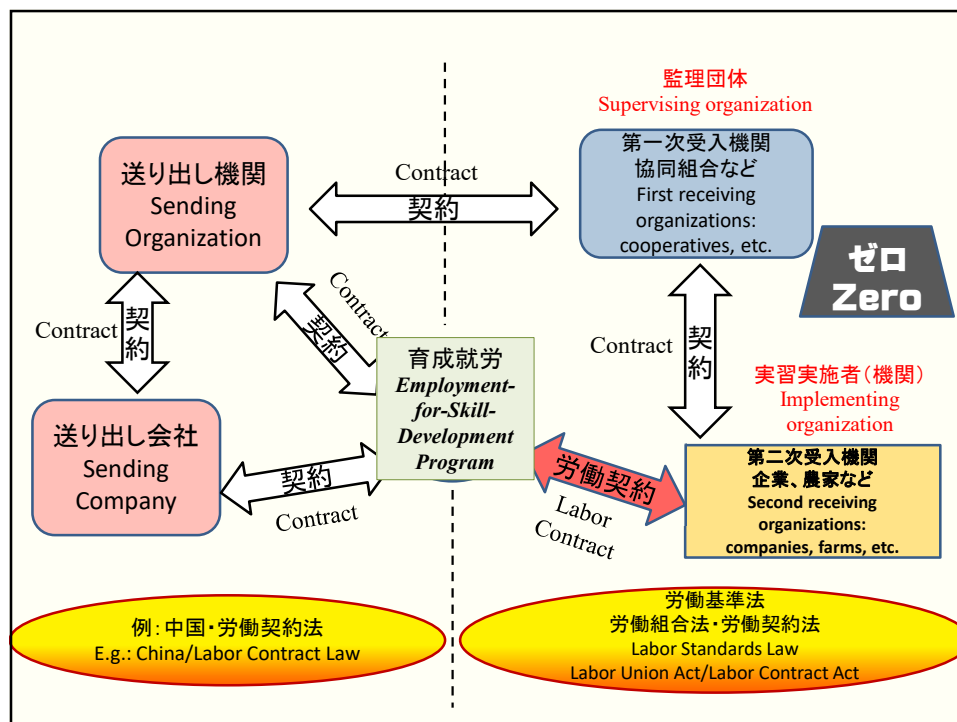 監理団体
Supervising organization
送り出し機関
Sending
Organization
Contract
契約
第一次受入機関
協同組合など
First receiving
organizations:
cooperatives, etc.
ゼロ
Zero
Contract
契約
Contract
契約
Contract
契約
育成就労
Employment-
for-Skill-
Development
Program
実習実施者(機関)
Implementing
organization
送り出し会社
Sending
Company
契約
Contract
労働契約
Labor
Contract
第二次受入機関
企業、農家など
Second receiving
organizations:
companies, farms, etc.
例:中国・労働契約法
E.g.: China/Labor Contract Law
労働基準法
労働組合法・労働契約法
Labor Standards Law
Labor Union Act/Labor Contract Act